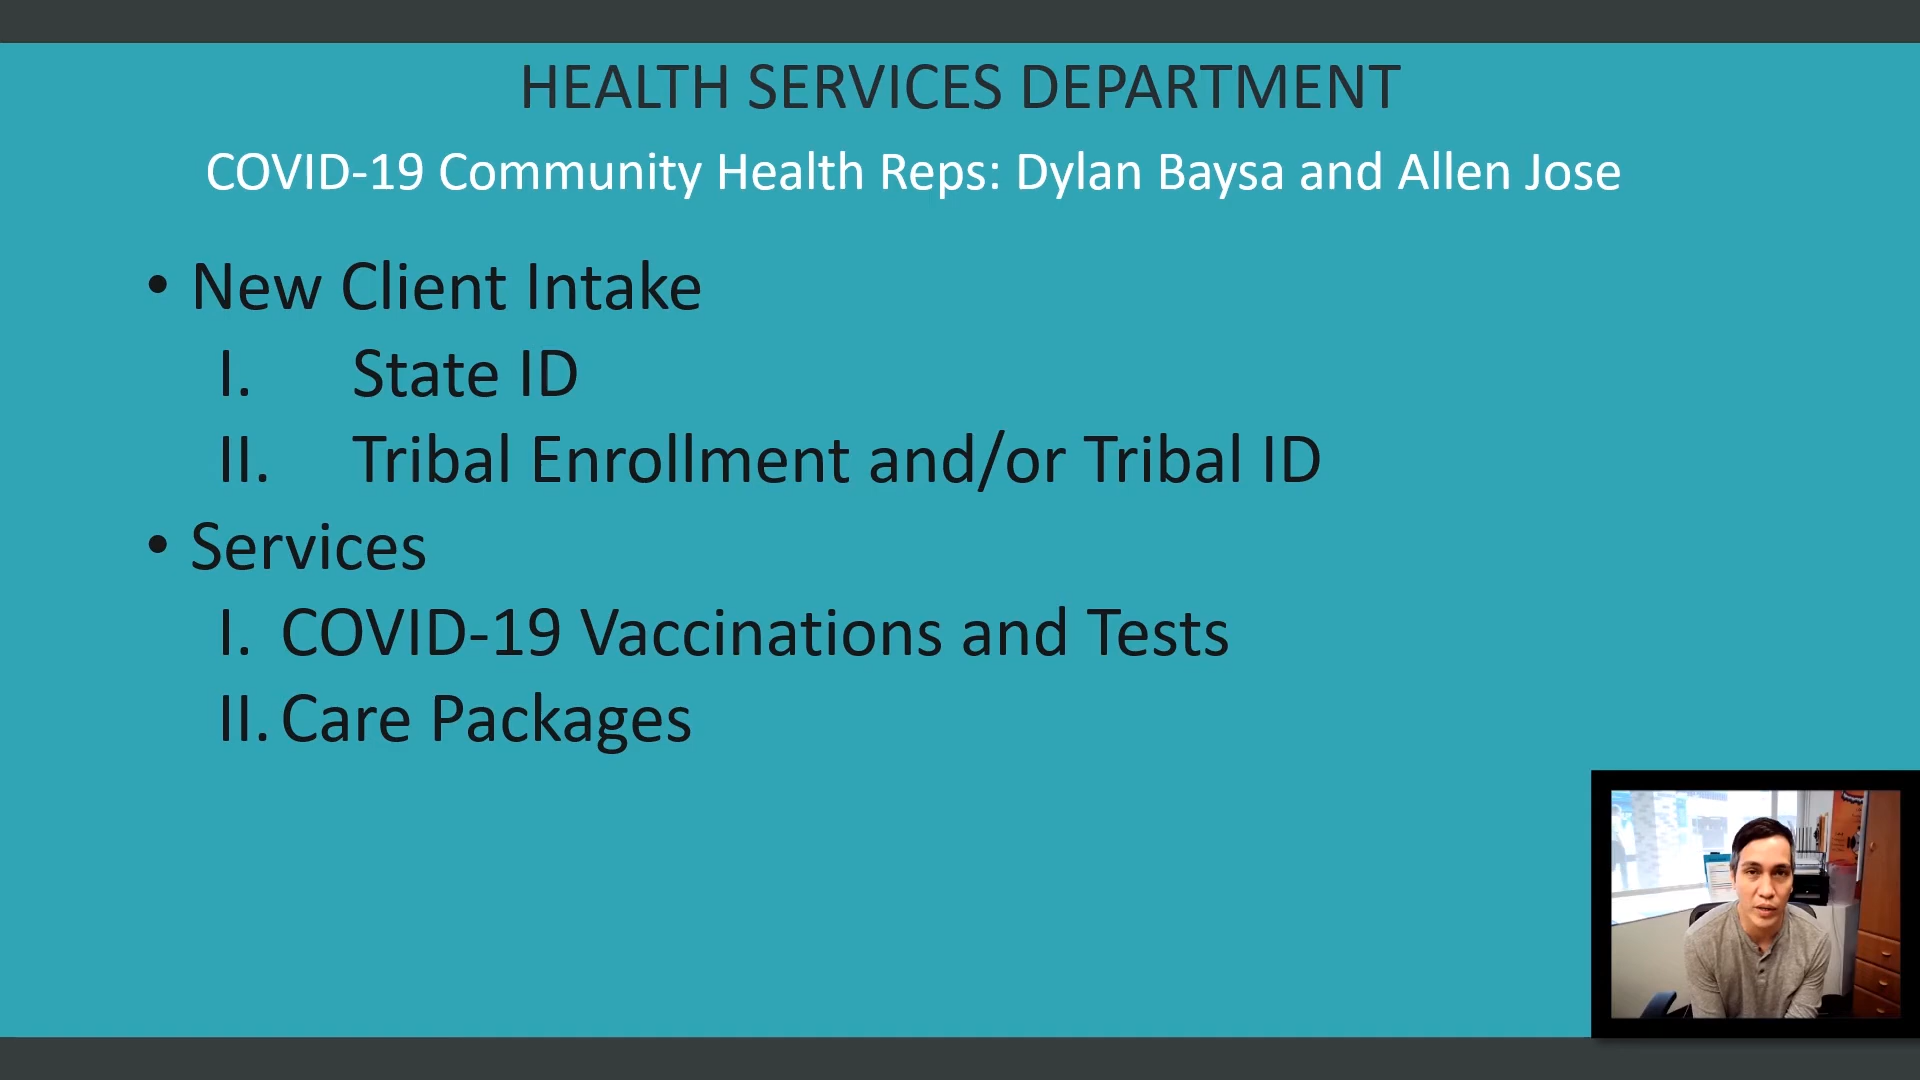 HEALTH SERVICES DEPARTMENT
COVID-19 Community Health Reps: Dylan Baysa and Allen Jose
• New Client Intake
I. State ID
II. Tribal Enrollment and/or Tribal ID
• Services
I. COVID-19 Vaccinations and Tests
II. Care Packages